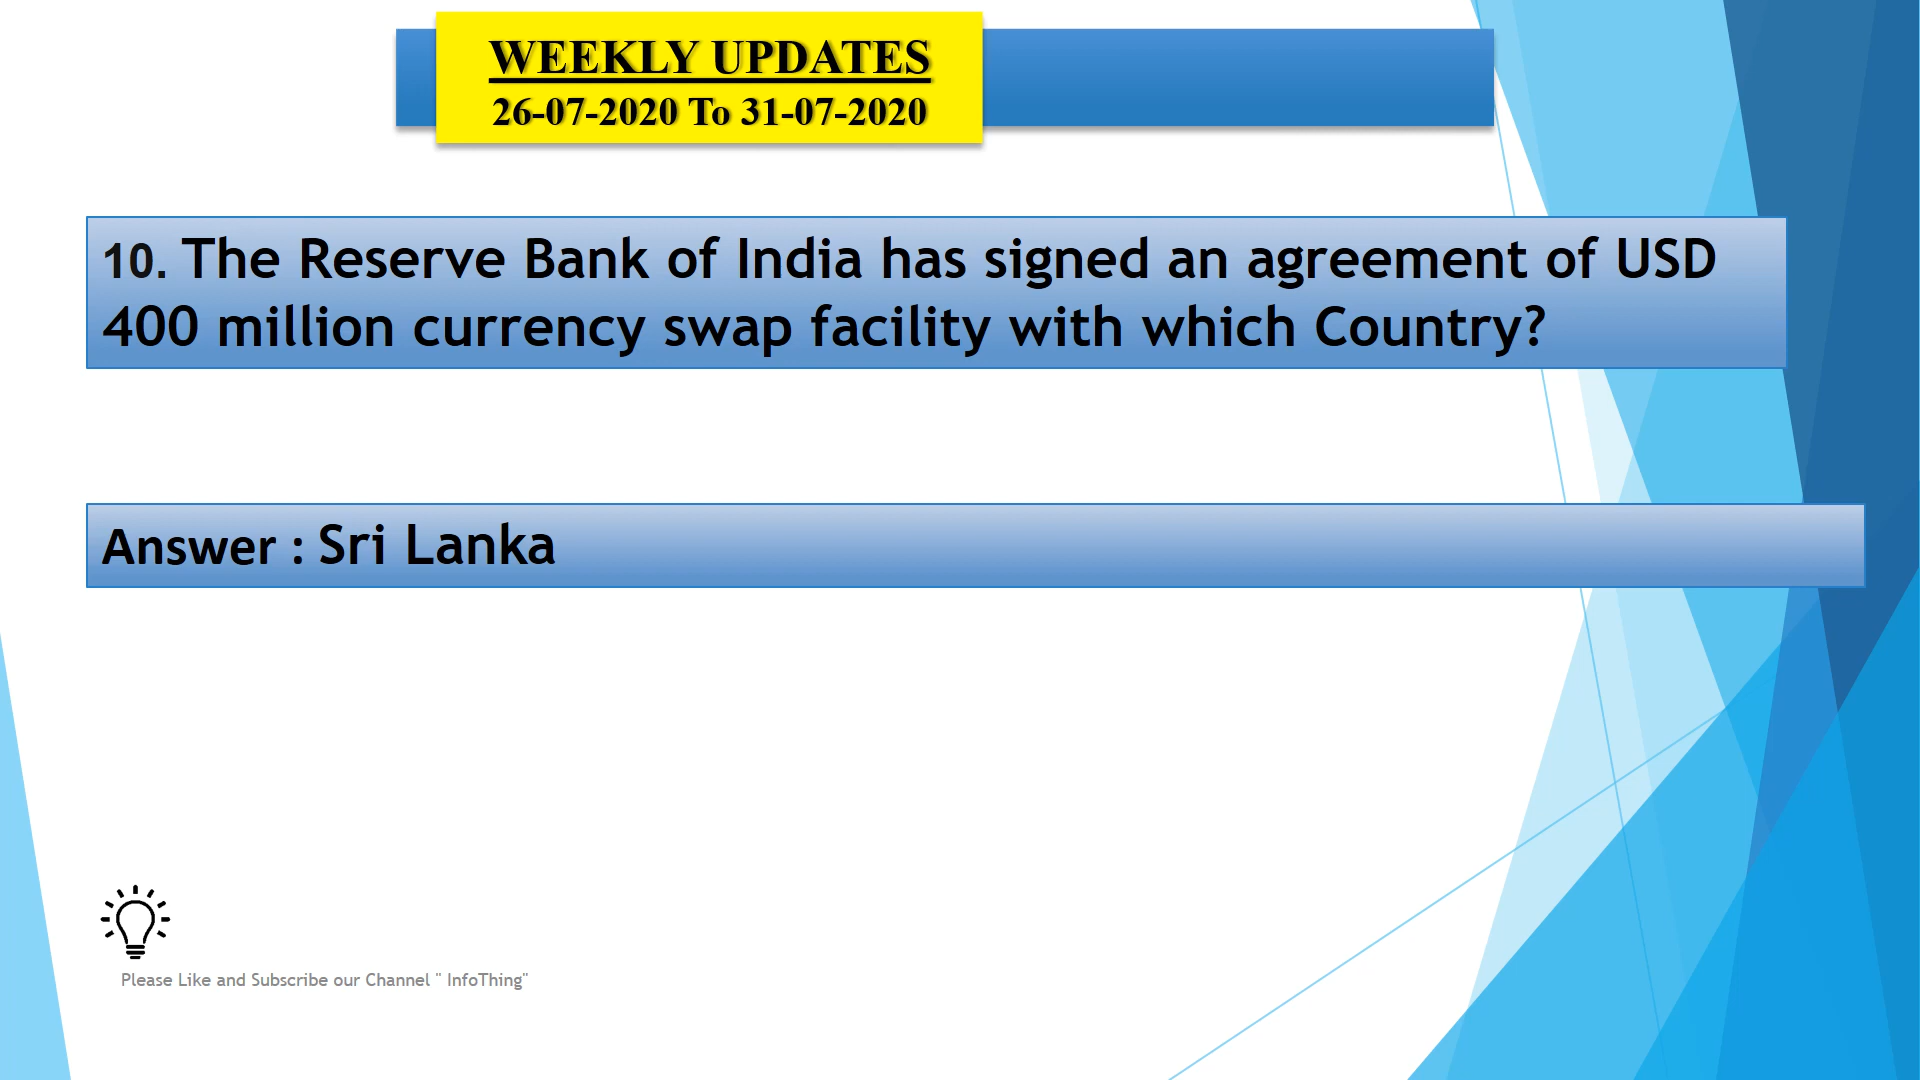 WEEKLY UPDATES
26-07-2020 To 31-07-2020
10. The Reserve Bank of India has signed an agreement of USD
400 million currency swap facility with which Country?
Answer : Sri Lanka
Please Like and Subscribe our Channel " InfoThing"